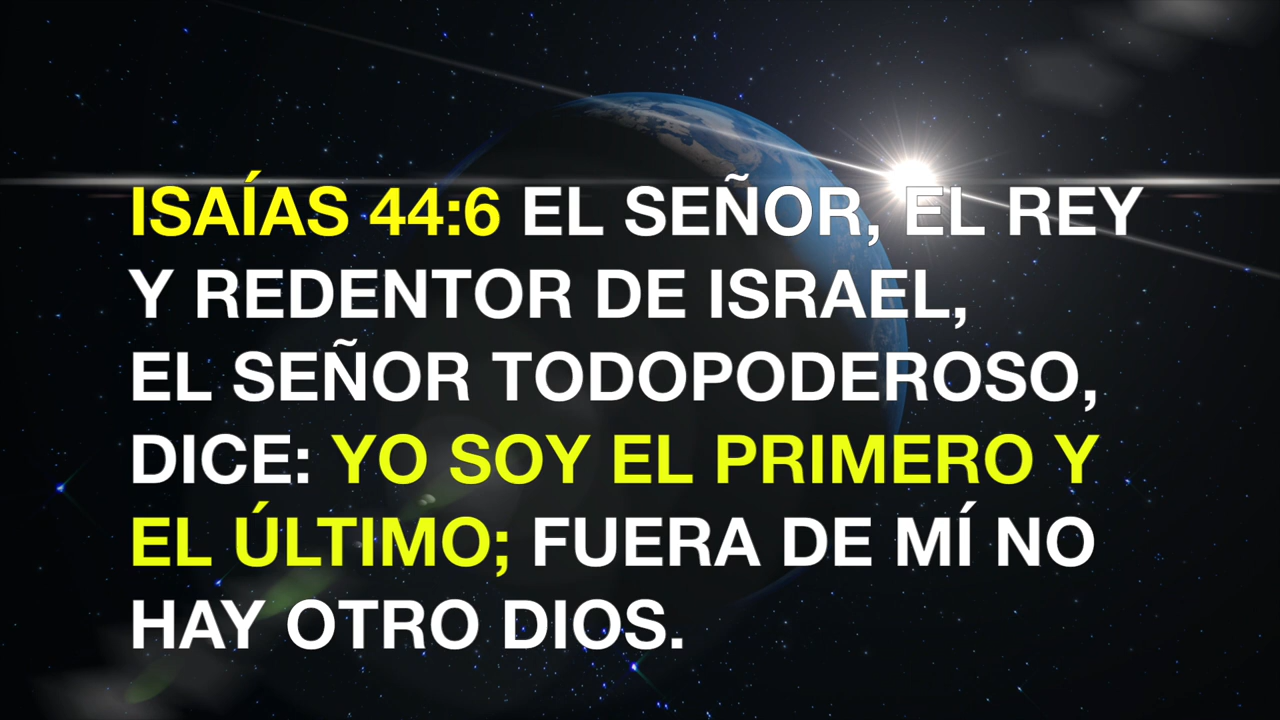 ISAÍAS 44:6 EL SEÑOR, EL REY
Y REDENTOR DE ISRAEL,
EL SEÑOR TODOPODEROSO,
DICE: YO SOY EL PRIMERO Y
EL ÚLTIMO; FUERA DE MÍ NO
HAY OTRO DIOS.